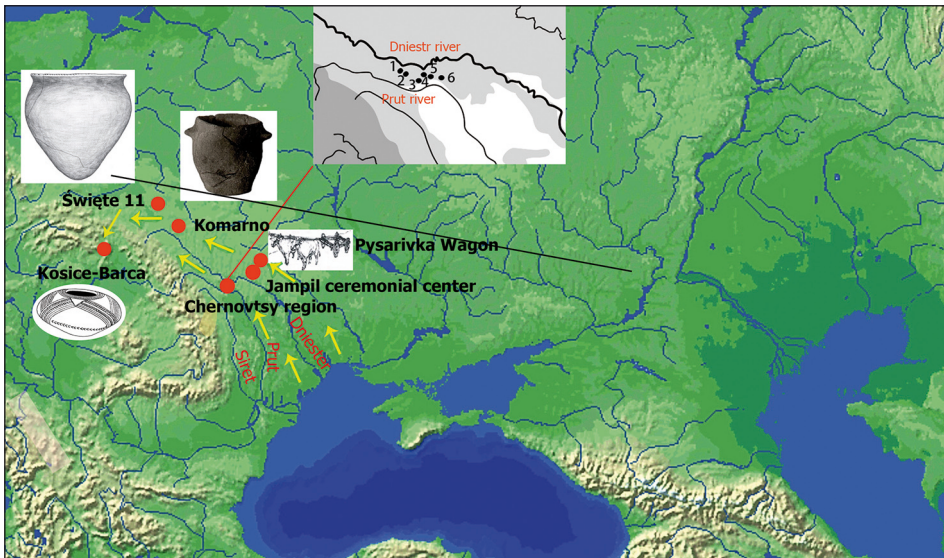 Dniestr river
1
5
2
3
4
6
Prut river
Święte 11
Komarno
Pysarivka Wagon
Kosice-Barca
Jampil ceremonial center
Chernovtsy region
Dniester
Prut
Siret